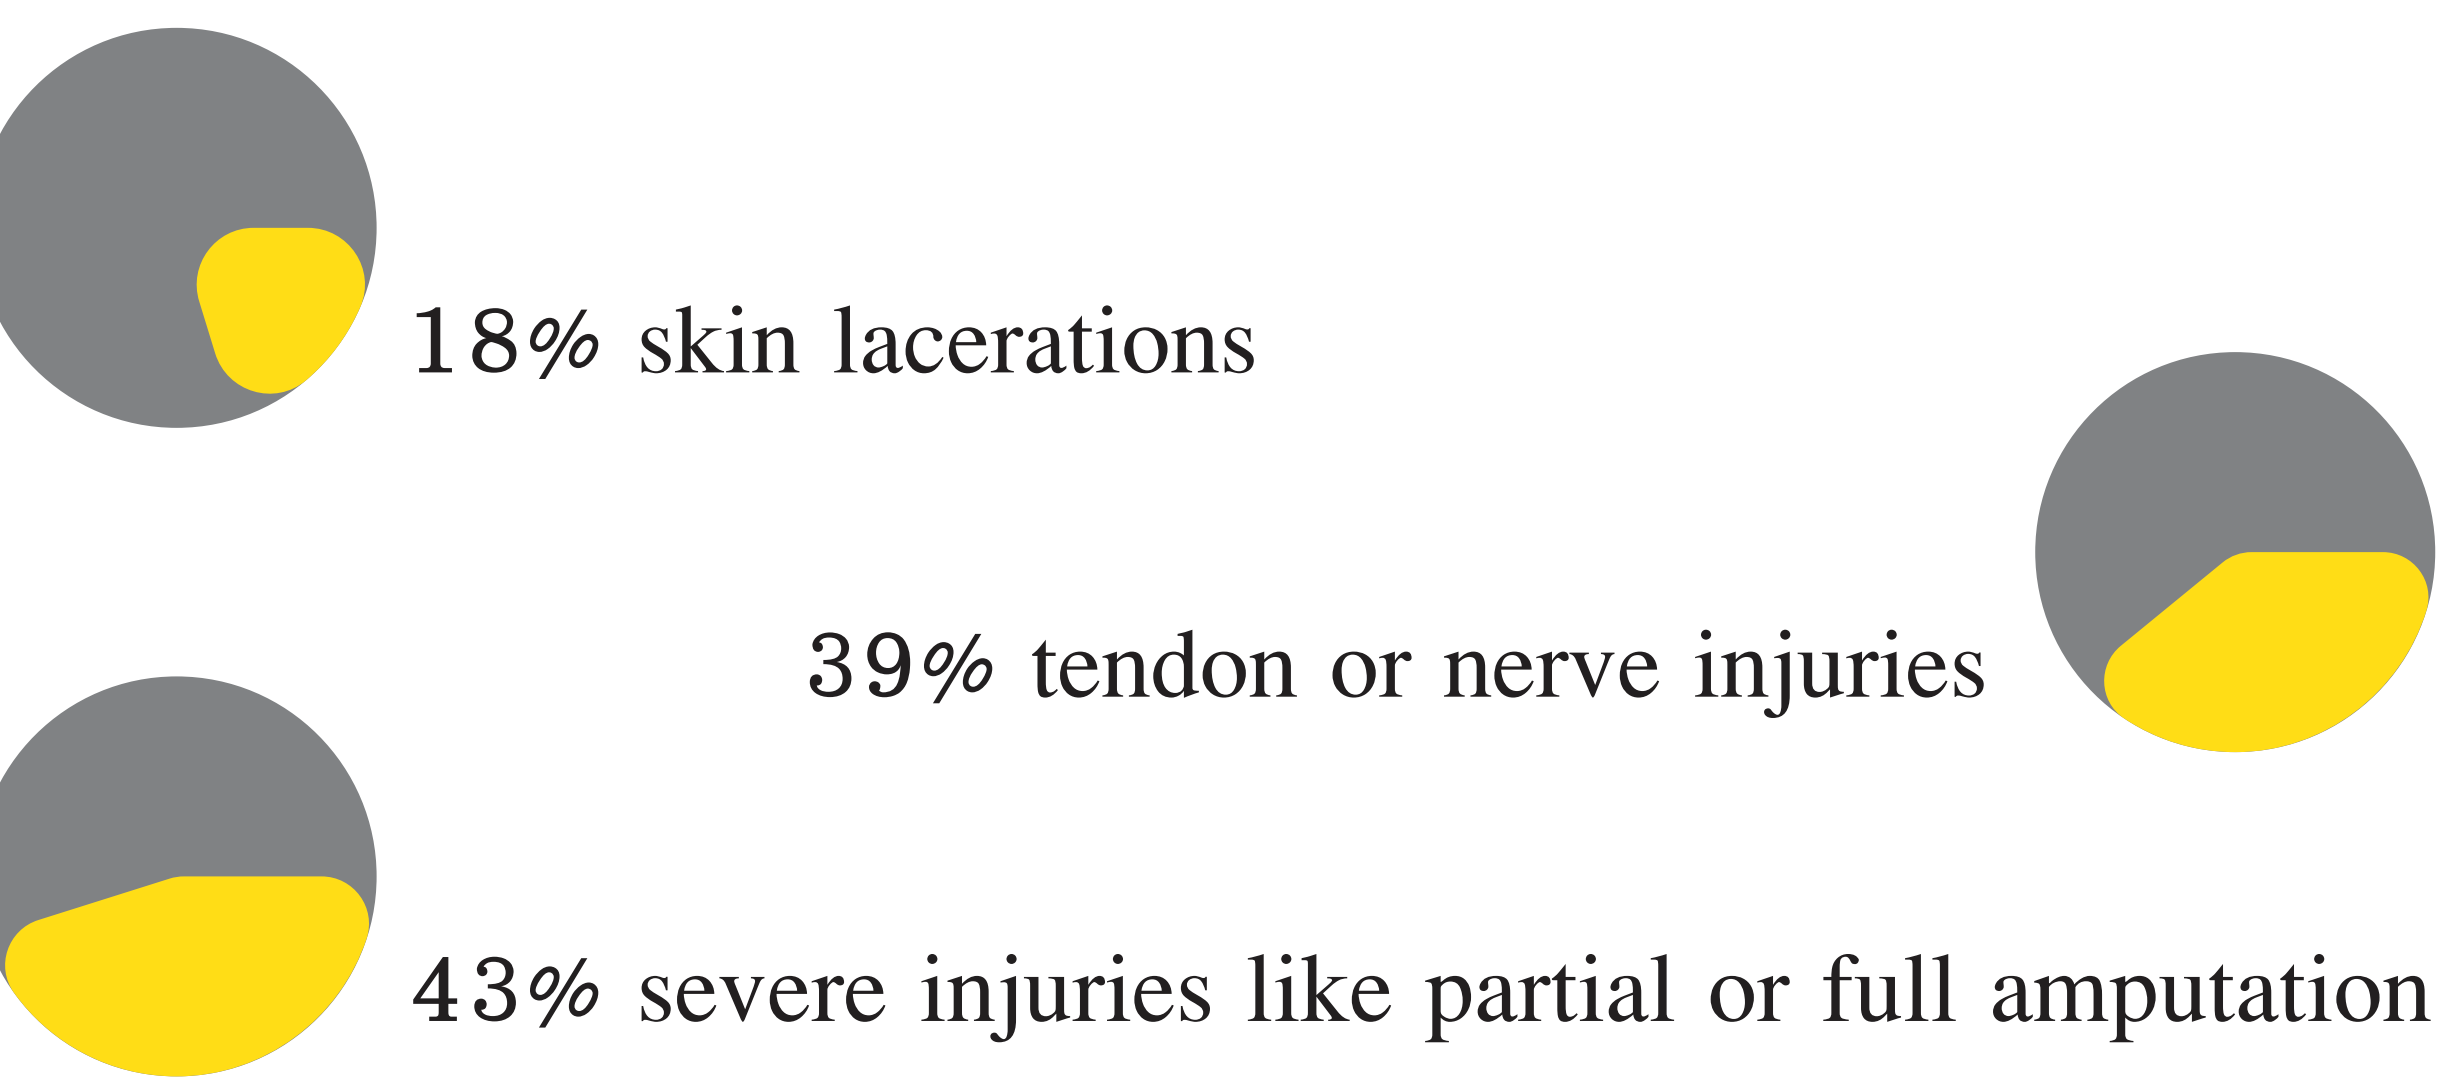 18% skin lacerations
39% tendon or nerve injuries
43% severe injuries like partial or full amputation